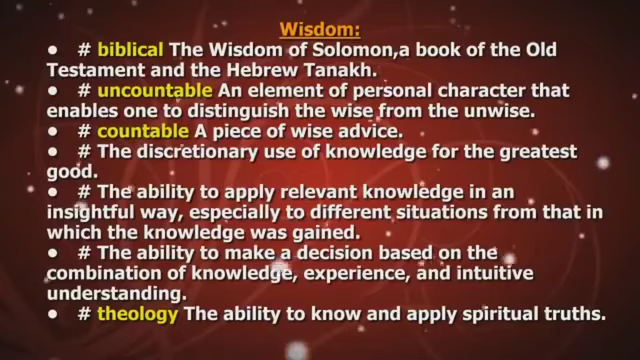 Wisdom:
● # biblical The Wisdom of Solomon,a book of the Old
Testament and the Hebrew Tanakh.
● # uncountable An element of personal character that
enables one to distinguish the wise from the unwise.
● # countable A piece of wise advice.
● # The discretionary use of knowledge for the greatest
good.
● # The ability to apply relevant knowledge in an
insightful way, especially to different situations from that in
which the knowledge was gained.
● # The ability to make a decision based on the
combination of knowledge, experience, and intuitive
understanding.
● # theology The ability to know and apply spiritual truths.